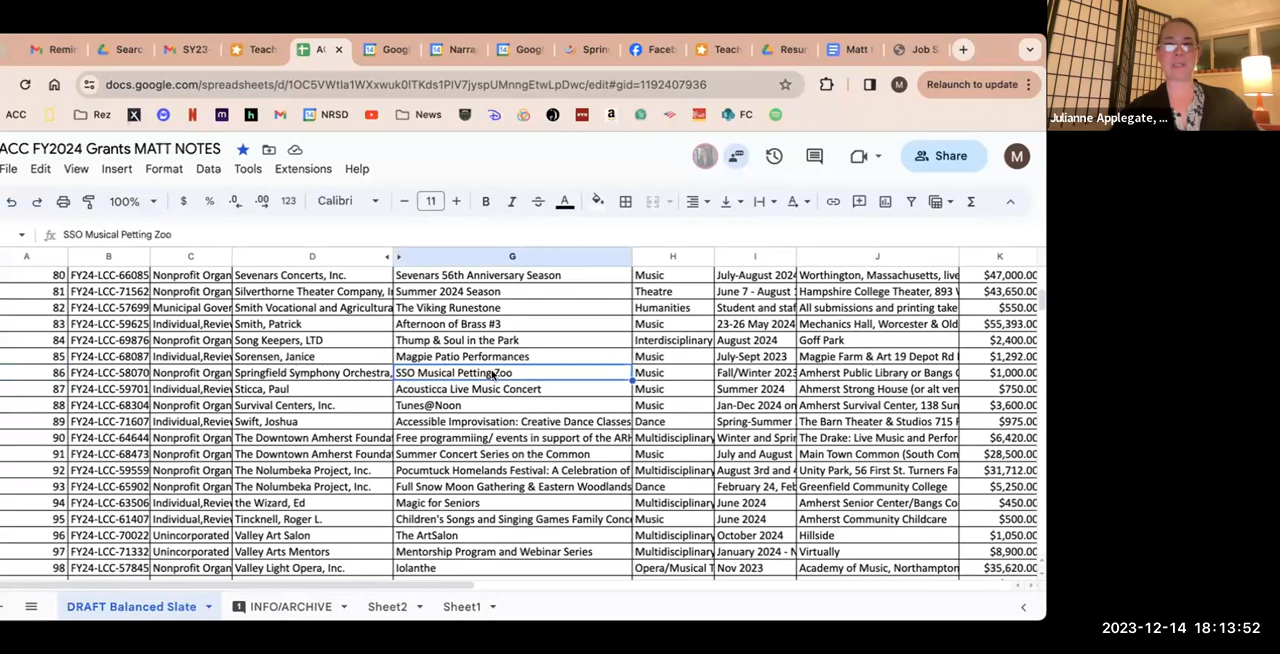 Remin Searc SY23- Teach AC Googl Narra Googl Sprin Faceb Teach Resur Matt Job S
docs.google.com/spreadsheets/d/1OC5VWtIa1WXxwuk0ITKds1PIV7jyspUMnngEtwLpDwc/edit#gid=1192407936 M Relaunch to update
ACC Rez NRSD News FC
ACC FY2024 Grants MATT NOTES Share M
File Edit View Insert Format Data Tools Extensions Help
100% $ % .0 .00 123 Calibri 11 B I A
fx SSO Musical Petting Zoo
A B C D G H I J K
80 FY24-LCC-66085 Nonprofit Organ Sevenars Concerts, Inc. Sevenars 56th Anniversary Season Music July-August 2024 Worthington, Massachusetts, live $47,000.00
81 FY24-LCC-71562 Nonprofit Organ Silverthorne Theater Company, In Summer 2024 Season Theatre June 7 - August Hampshire College Theater, 893 $43,650.00
82 FY24-LCC-57699 Municipal Gover Smith Vocational and Agricultura The Viking Runestone Humanities Student and staf All submissions and printing take $550.00
83 FY24-LCC-59625 Individual,Review Smith, Patrick Afternoon of Brass #3 Music 23-26 May 2024 Mechanics Hall, Worcester & Old $55,393.00
84 FY24-LCC-69876 Nonprofit Organ Song Keepers, LTD Thump & Soul in the Park Interdisciplinary August 2024 Goff Park $2,400.00
85 FY24-LCC-68087 Individual,Review Sorensen, Janice Magpie Patio Performances Music July-Sept 2023 Magpie Farm & Art 19 Depot Rd $1,292.00
86 FY24-LCC-58070 Nonprofit Organ Springfield Symphony Orchestra, SSO Musical Petting Zoo Music Fall/Winter 2023 Amherst Public Library or Bangs C $1,000.00
87 FY24-LCC-59701 Individual,Review Sticca, Paul Acousticca Live Music Concert Music Summer 2024 Ahmerst Strong House (or alt ven $750.00
88 FY24-LCC-68304 Nonprofit Organ Survival Centers, Inc. Tunes@Noon Music Jan-Dec 2024 on Amherst Survival Center, 138 Sun $3,600.00
89 FY24-LCC-71607 Individual,Review Swift, Joshua Accessible Improvisation: Creative Dance Classes Dance Spring-Summer The Barn Theater & Studios 715 $975.00
90 FY24-LCC-64644 Nonprofit Organ The Downtown Amherst Foundat Free programmiing/ events in support of the ARH Multidisciplinary Winter and Sprin The Drake: Live Music and Perfor $6,420.00
91 FY24-LCC-68473 Nonprofit Organ The Downtown Amherst Foundat Summer Concert Series on the Common Music July and August Main Town Common (South Com $28,500.00
92 FY24-LCC-59559 Nonprofit Organ The Nolumbeka Project, Inc. Pocumtuck Homelands Festival: A Celebration of Multidisciplinary August 3rd and 4 Unity Park, 56 First St. Turners Fa $31,712.00
93 FY24-LCC-65902 Nonprofit Organ The Nolumbeka Project, Inc. Full Snow Moon Gathering & Eastern Woodlands Dance February 24, Feb Greenfield Community College $5,250.00
94 FY24-LCC-63506 Individual,Review the Wizard, Ed Magic for Seniors Multidisciplinary June 2024 Amherst Senior Center/Bangs Co $450.00
95 FY24-LCC-61407 Individual,Review Tincknell, Roger L. Children's Songs and Singing Games Family Conce Music June 2024 Amherst Community Childcare $500.00
96 FY24-LCC-70022 Unincorporated Valley Art Salon The ArtSalon Multidisciplinary October 2024 Hillside $1,050.00
97 FY24-LCC-71332 Unincorporated Valley Arts Mentors Mentorship Program and Webinar Series Multidisciplinary January 2024 - N Virtually $8,900.00
98 FY24-LCC-57845 Nonprofit Organ Valley Light Opera, Inc. Iolanthe Opera/Musical T Nov 2023 Academy of Music, Northampton $35,620.00
DRAFT Balanced Slate 1 INFO/ARCHIVE Sheet2 Sheet1
Julianne Applegate, ...
2023-12-14 18:13:52